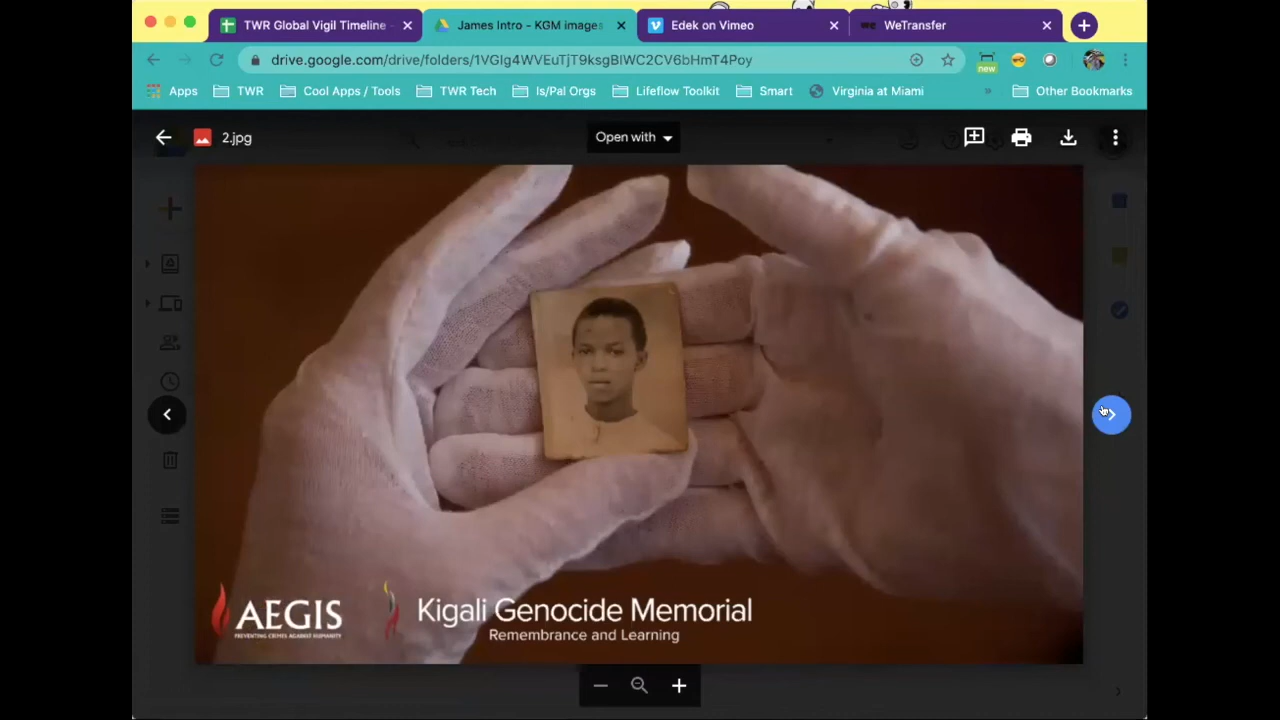 TWR Global Vigil Timeline -
James Intro - KGM images
Edek on Vimeo
we
WeTransfer
drive.google.com/drive/folders/1VGIg4WVEuTjT9ksgBIWC2CV6bHmT4Poy
new
Apps
TWR
Cool Apps / Tools
TWR Tech
Is/Pal Orgs
Lifeflow Toolkit
Smart
Virginia at Miami
»
Other Bookmarks
2.jpg
Open with
AEGIS
PREVENTING CRIMES AGAINST HUMANITY
Kigali Genocide Memorial
Remembrance and Learning